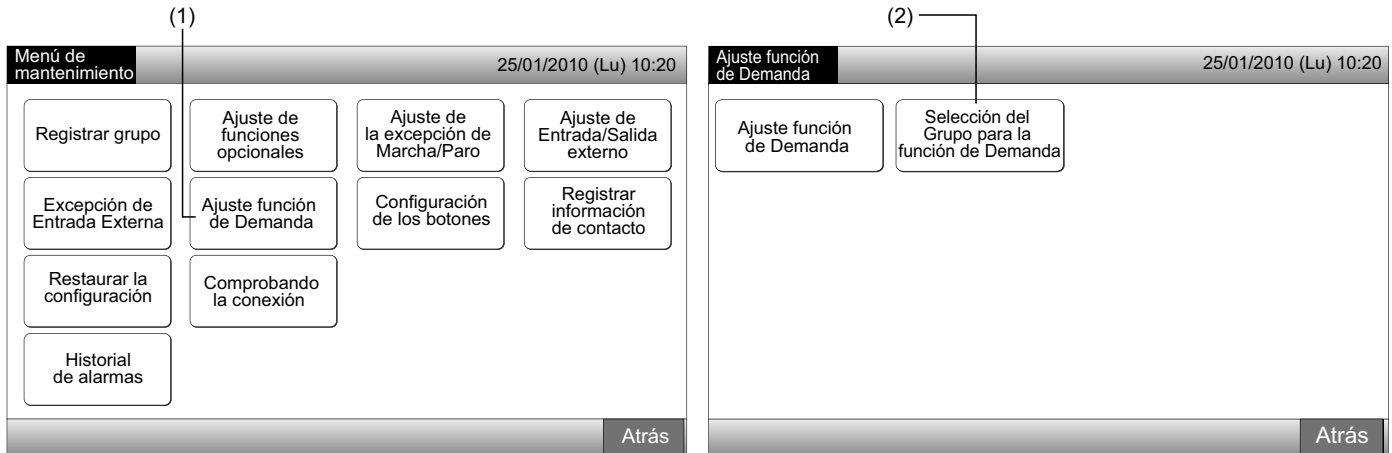 (1)
Menú de
mantenimiento
25/01/2010 (Lu) 10:20
Registrar grupo
Ajuste de
funciones
opcionales
Ajuste de
la excepción de
Marcha/Paro
Ajuste de
Entrada/Salida
externo
Excepción de
Entrada Externa
Ajuste función
de Demanda
Configuración
de los botones
Registrar
información
de contacto
Restaurar la
configuración
Comprobando
la conexión
Historial
de alarmas
Atrás
(2)
Ajuste función
de Demanda
25/01/2010 (Lu) 10:20
Ajuste función
de Demanda
Selección del
Grupo para la
función de Demanda
Atrás